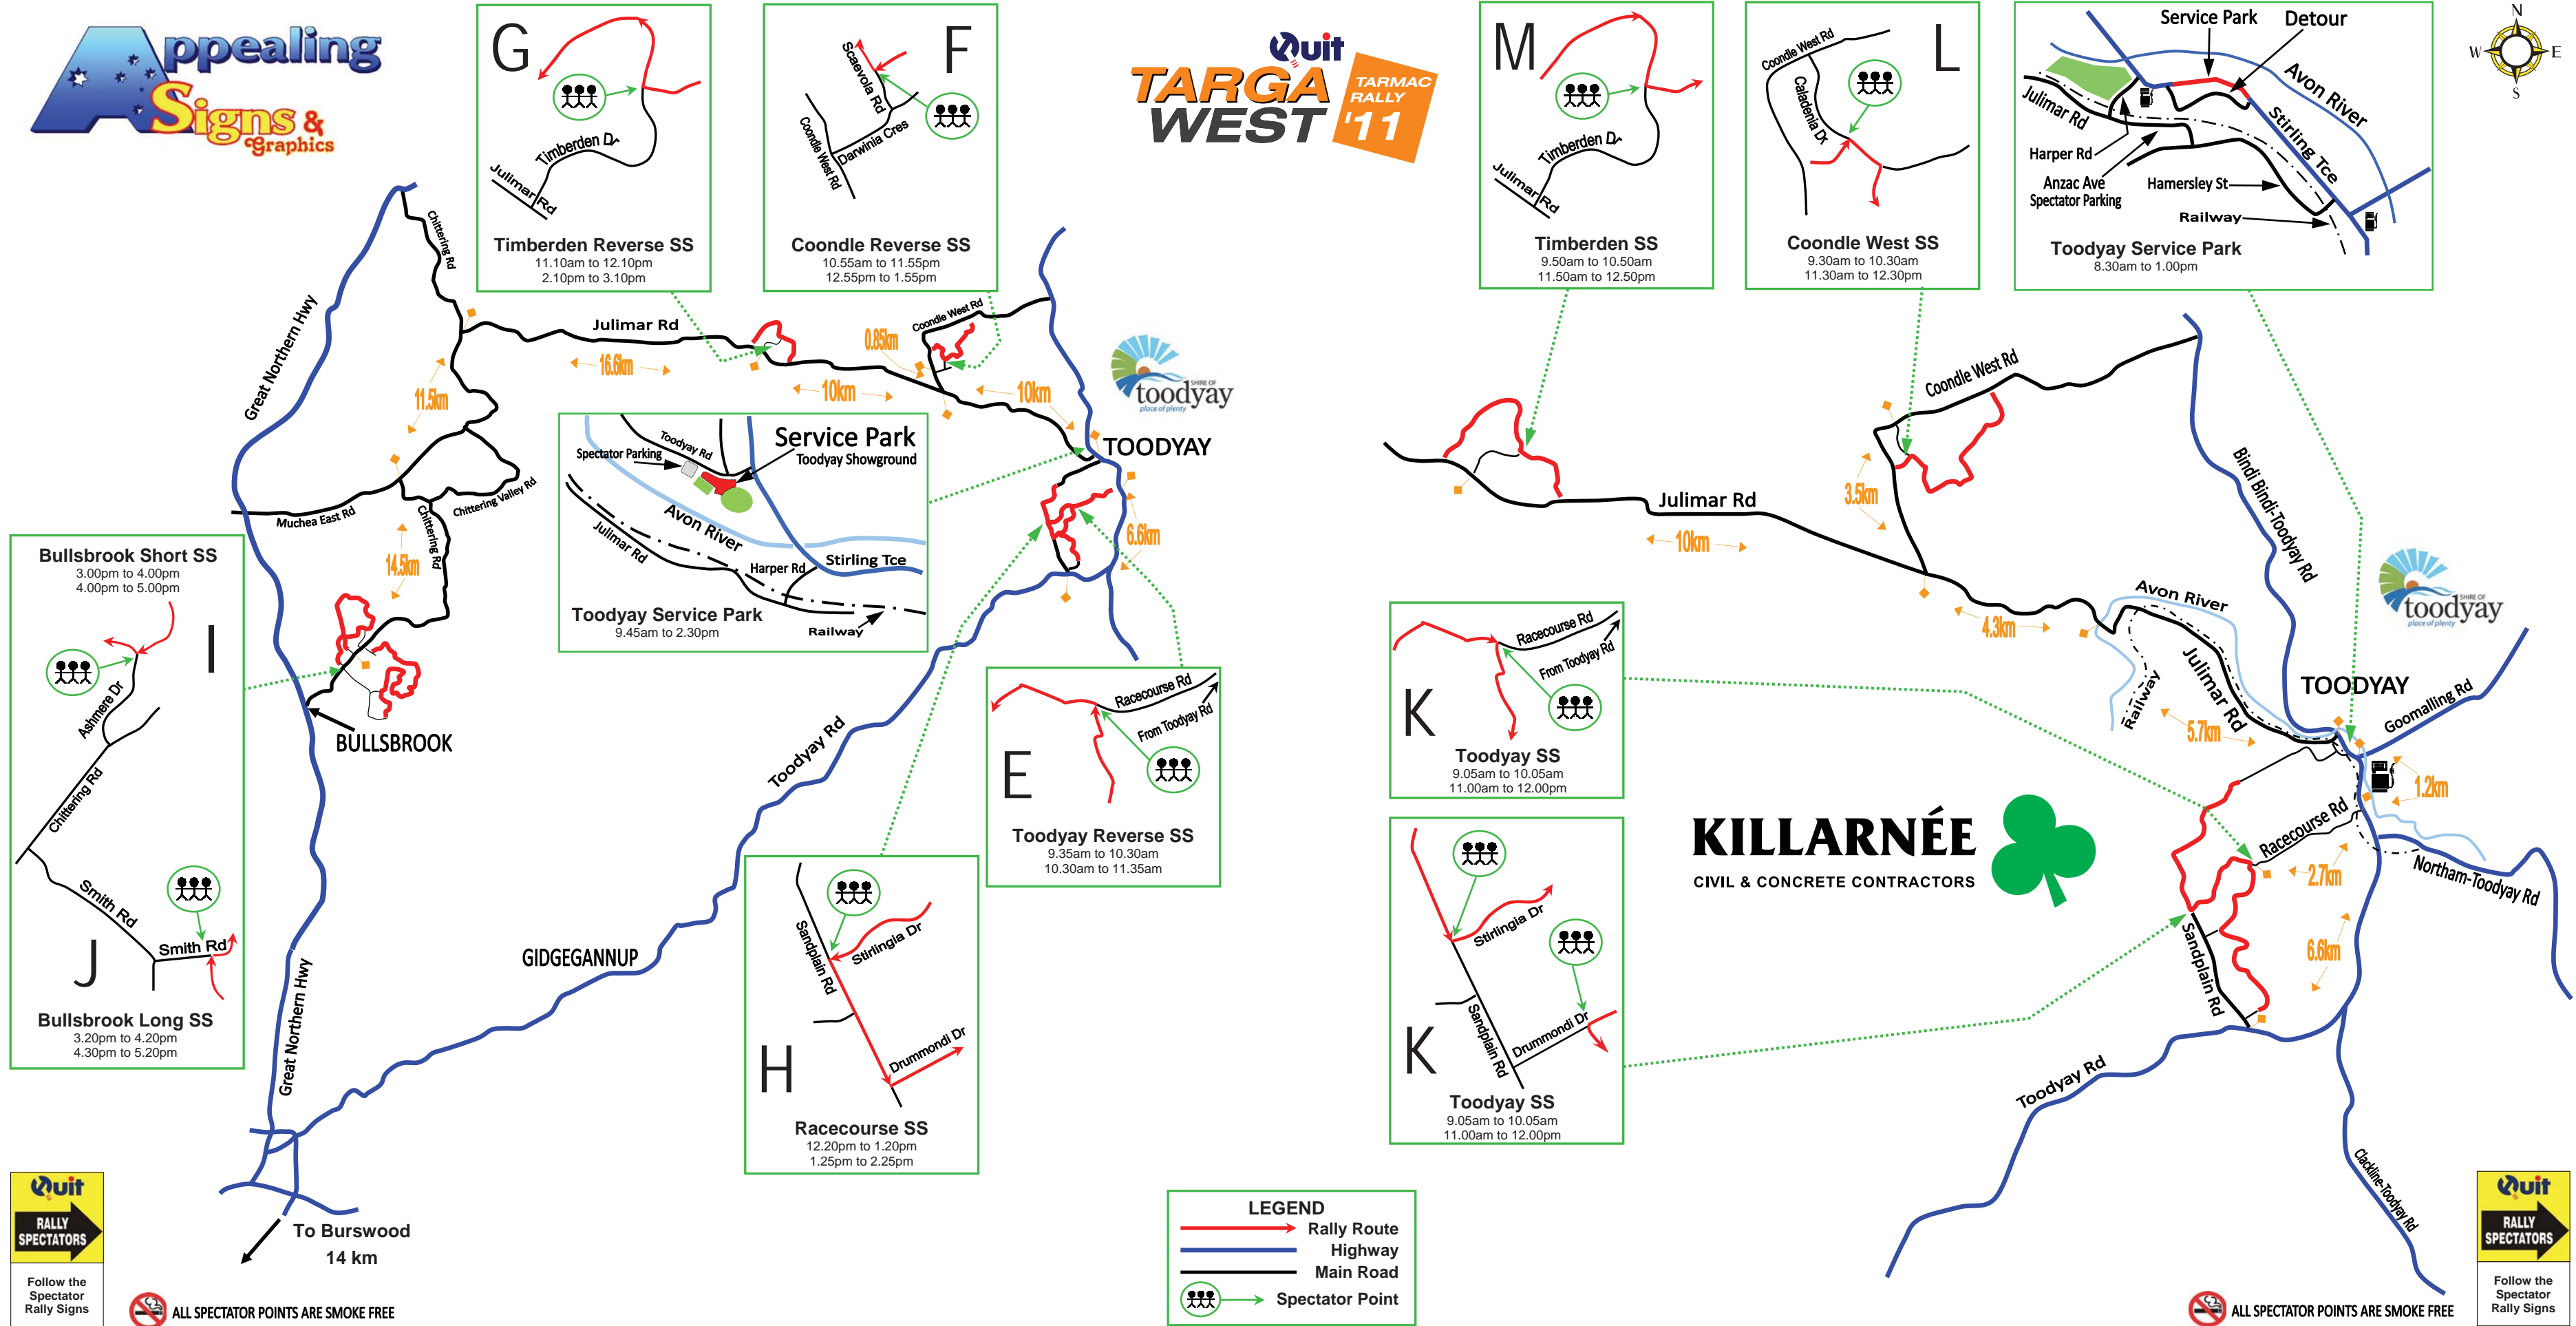 Appealing
Signs &
Graphics
G
Timberden Dr
Julimar Rd
Timberden Reverse SS
11.10am to 12.10pm
2.10pm to 3.10pm
F
Scaevola Rd
Coondle West Rd
Darwinia Cres
Coondle Reverse SS
10.55am to 11.55pm
12.55pm to 1.55pm
Quit
TARGA
WEST
TARMAC
RALLY
'11
M
Timberden Dr
Julimar Rd
Timberden SS
9.50am to 10.50am
11.50am to 12.50pm
L
Coondle West Rd
Caladenia Dr
Coondle West SS
9.30am to 10.30am
11.30am to 12.30pm
Service Park
Detour
Avon River
Julimar Rd
Stirling Tce
Harper Rd
Anzac Ave
Spectator Parking
Hamersley St
Railway
Toodyay Service Park
8.30am to 1.00pm
N
W
E
S
Chittering Rd
Great Northern Hwy
Julimar Rd
16.6km
0.85km
Coondle West Rd
10km
10km
11.5km
SHIRE OF
toodyay
place of plenty
TOODYAY
Muchea East Rd
Chittering Rd
Chittering Valley Rd
14.5km
6.6km
Service Park
Toodyay Showground
Toodyay Rd
Spectator Parking
Avon River
Julimar Rd
Harper Rd
Stirling Tce
Toodyay Service Park
9.45am to 2.30pm
Railway
Bullsbrook Short SS
3.00pm to 4.00pm
4.00pm to 5.00pm
I
Ashmere Dr
Chittering Rd
Smith Rd
Smith Rd
J
Bullsbrook Long SS
3.20pm to 4.20pm
4.30pm to 5.20pm
BULLSBROOK
Toodyay Rd
GIDGEGANNUP
Great Northern Hwy
E
Racecourse Rd
From Toodyay Rd
Toodyay Reverse SS
9.35am to 10.30am
10.30am to 11.35am
H
Sandplain Rd
Stirlingia Dr
Drummondi Dr
Racecourse SS
12.20pm to 1.20pm
1.25pm to 2.25pm
To Burswood
14 km
Quit
RALLY
SPECTATORS
Follow the
Spectator
Rally Signs
ALL SPECTATOR POINTS ARE SMOKE FREE
LEGEND
Rally Route
Highway
Main Road
Spectator Point
Coondle West Rd
3.5km
Julimar Rd
10km
4.3km
Bindi Bindi-Toodyay Rd
Avon River
Railway
Julimar Rd
5.7km
SHIRE OF
toodyay
place of plenty
TOODYAY
Goomalling Rd
1.2km
Racecourse Rd
2.7km
Northam-Toodyay Rd
Sandplain Rd
6.6km
Toodyay Rd
Clackline-Toodyay Rd
K
Racecourse Rd
From Toodyay Rd
Toodyay SS
9.05am to 10.05am
11.00am to 12.00pm
K
Stirlingia Dr
Sandplain Rd
Drummondi Dr
Toodyay SS
9.05am to 10.05am
11.00am to 12.00pm
KILLARNÉE
CIVIL & CONCRETE CONTRACTORS
ALL SPECTATOR POINTS ARE SMOKE FREE
Quit
RALLY
SPECTATORS
Follow the
Spectator
Rally Signs